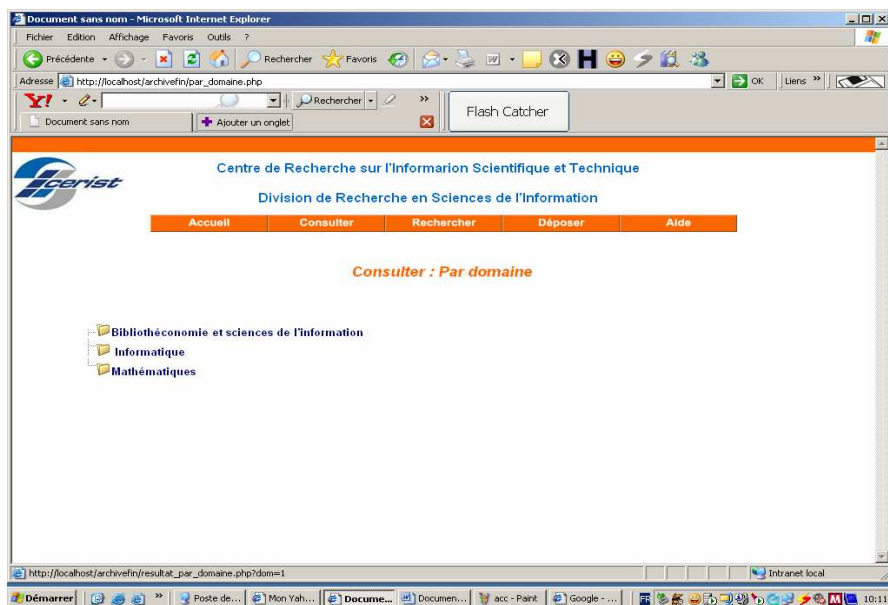 Document sans nom - Microsoft Internet Explorer
Fichier Edition Affichage Favoris Outils ?
Précédente Rechercher Favoris
Adresse http://localhost/archivefin/par_domaine.php OK Liens »
Y! Rechercher »
Document sans nom Ajouter un onglet
Flash Catcher
cerist
Centre de Recherche sur l'Informarion Scientifique et Technique
Division de Recherche en Sciences de l'Information
Accueil Consulter Rechercher Déposer Aide
Consulter : Par domaine
Bibliothéconomie et sciences de l'information
Informatique
Mathématiques
http://localhost/archivefin/resultat_par_domaine.php?dom=1 Intranet local
Démarrer » Poste de... Mon Yah... Docume... Documen... acc - Paint Google - ... FR 10:11